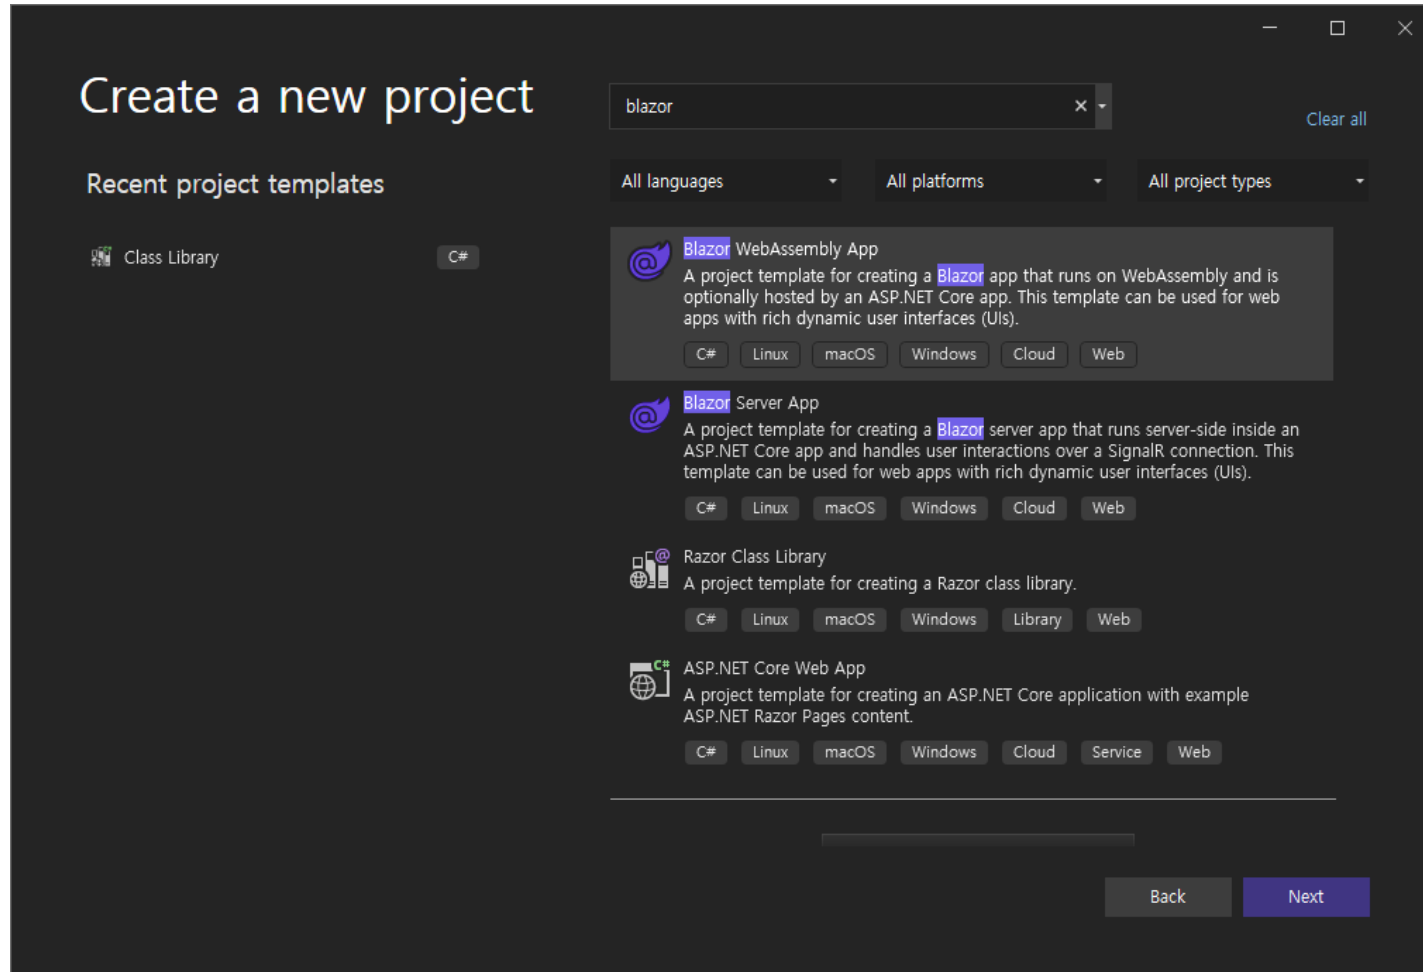 Create a new project
blazor
Clear all
Recent project templates
All languages
All platforms
All project types
Class Library
C#
Blazor WebAssembly App
A project template for creating a Blazor app that runs on WebAssembly and is
optionally hosted by an ASP.NET Core app. This template can be used for web
apps with rich dynamic user interfaces (UIs).
C# Linux macOS Windows Cloud Web
Blazor Server App
A project template for creating a Blazor server app that runs server-side inside an
ASP.NET Core app and handles user interactions over a SignalR connection. This
template can be used for web apps with rich dynamic user interfaces (UIs).
C# Linux macOS Windows Cloud Web
Razor Class Library
A project template for creating a Razor class library.
C# Linux macOS Windows Library Web
ASP.NET Core Web App
A project template for creating an ASP.NET Core application with example
ASP.NET Razor Pages content.
C# Linux macOS Windows Cloud Service Web
Back
Next